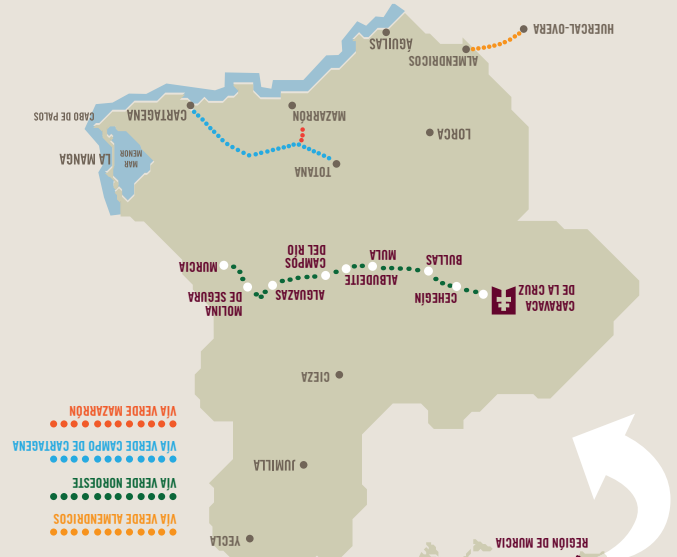 REGIÓN DE MURCIA
YECLA
VÍA VERDE ALMENDRICOS
VÍA VERDE NOROESTE
VÍA VERDE CAMPO DE CARTAGENA
VÍA VERDE MAZARRÓN
JUMILLA
CIEZA
CARAVACA
DE LA CRUZ
CEHEGÍN
BULLAS
MULA
ALBUDEITE
CAMPOS
DEL RÍO
ALGUAZAS
MOLINA
DE SEGURA
MURCIA
TOTANA
LORCA
MAZARRÓN
CARTAGENA
MAR
MENOR
LA MANGA
CABO DE PALOS
HUERCAL-OVERA
ALMENDRICOS
ÁGUILAS